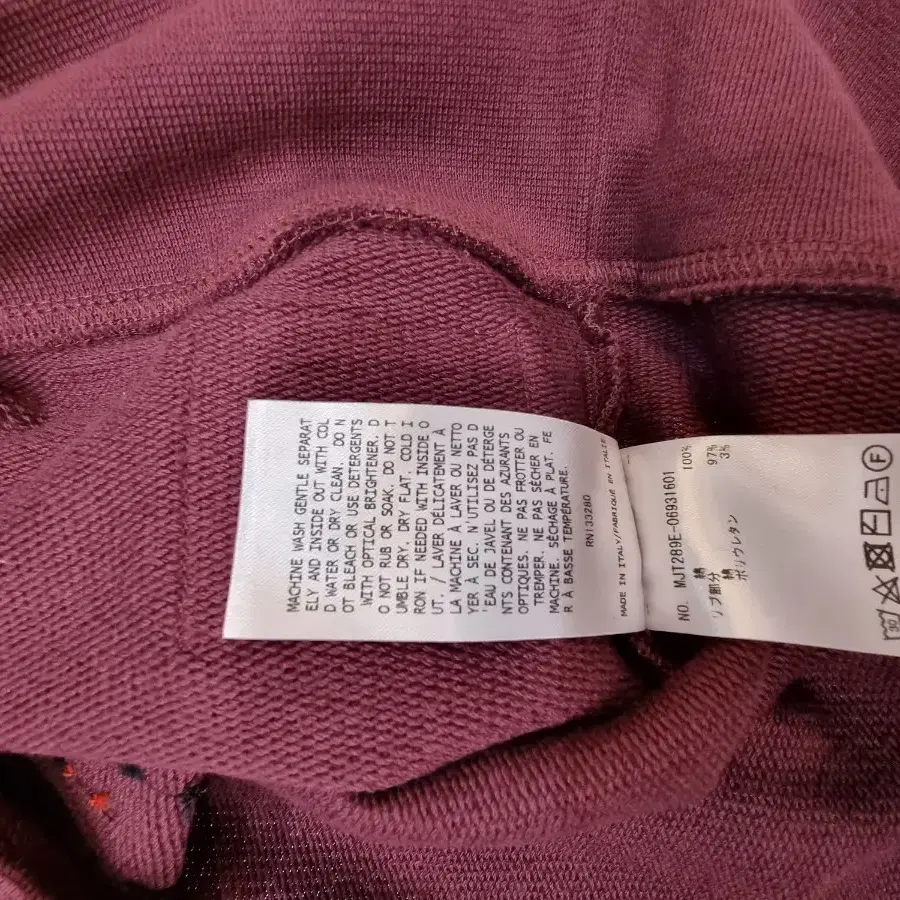 MACHINE WASH GENTLE SEPARAT
ELY AND INSIDE OUT WITH COL
D WATER OR DRY CLEAN. DO N
OT BLEACH OR USE DETERGENTS
WITH OPTICAL BRIGHTENER. D
O NOT RUB OR SOAK. DO NOT T
UMBLE DRY. DRY FLAT. COLD I
RON IF NEEDED WITH INSIDE O
UT. / LAVER DÉLICATEMENT À
LA MACHINE À LAVER OU NETTO
YER À SEC. N'UTILISEZ PAS D
'EAU DE JAVEL OU DE DÉTERGE
NTS CONTENANT DES AZURANTS
OPTIQUES. NE PAS FROTTER OU
TREMPER. NE PAS SÉCHER EN
MACHINE. SÉCHAGE À PLAT. FE
R À BASSE TEMPÉRATURE.
RN133280
MADE IN ITALY/FABRIQUÉ EN ITALIE
NO. MJT289E-06931601
綿 100%
リブ部分
綿 97%
ポリウレタン 3%
30
F